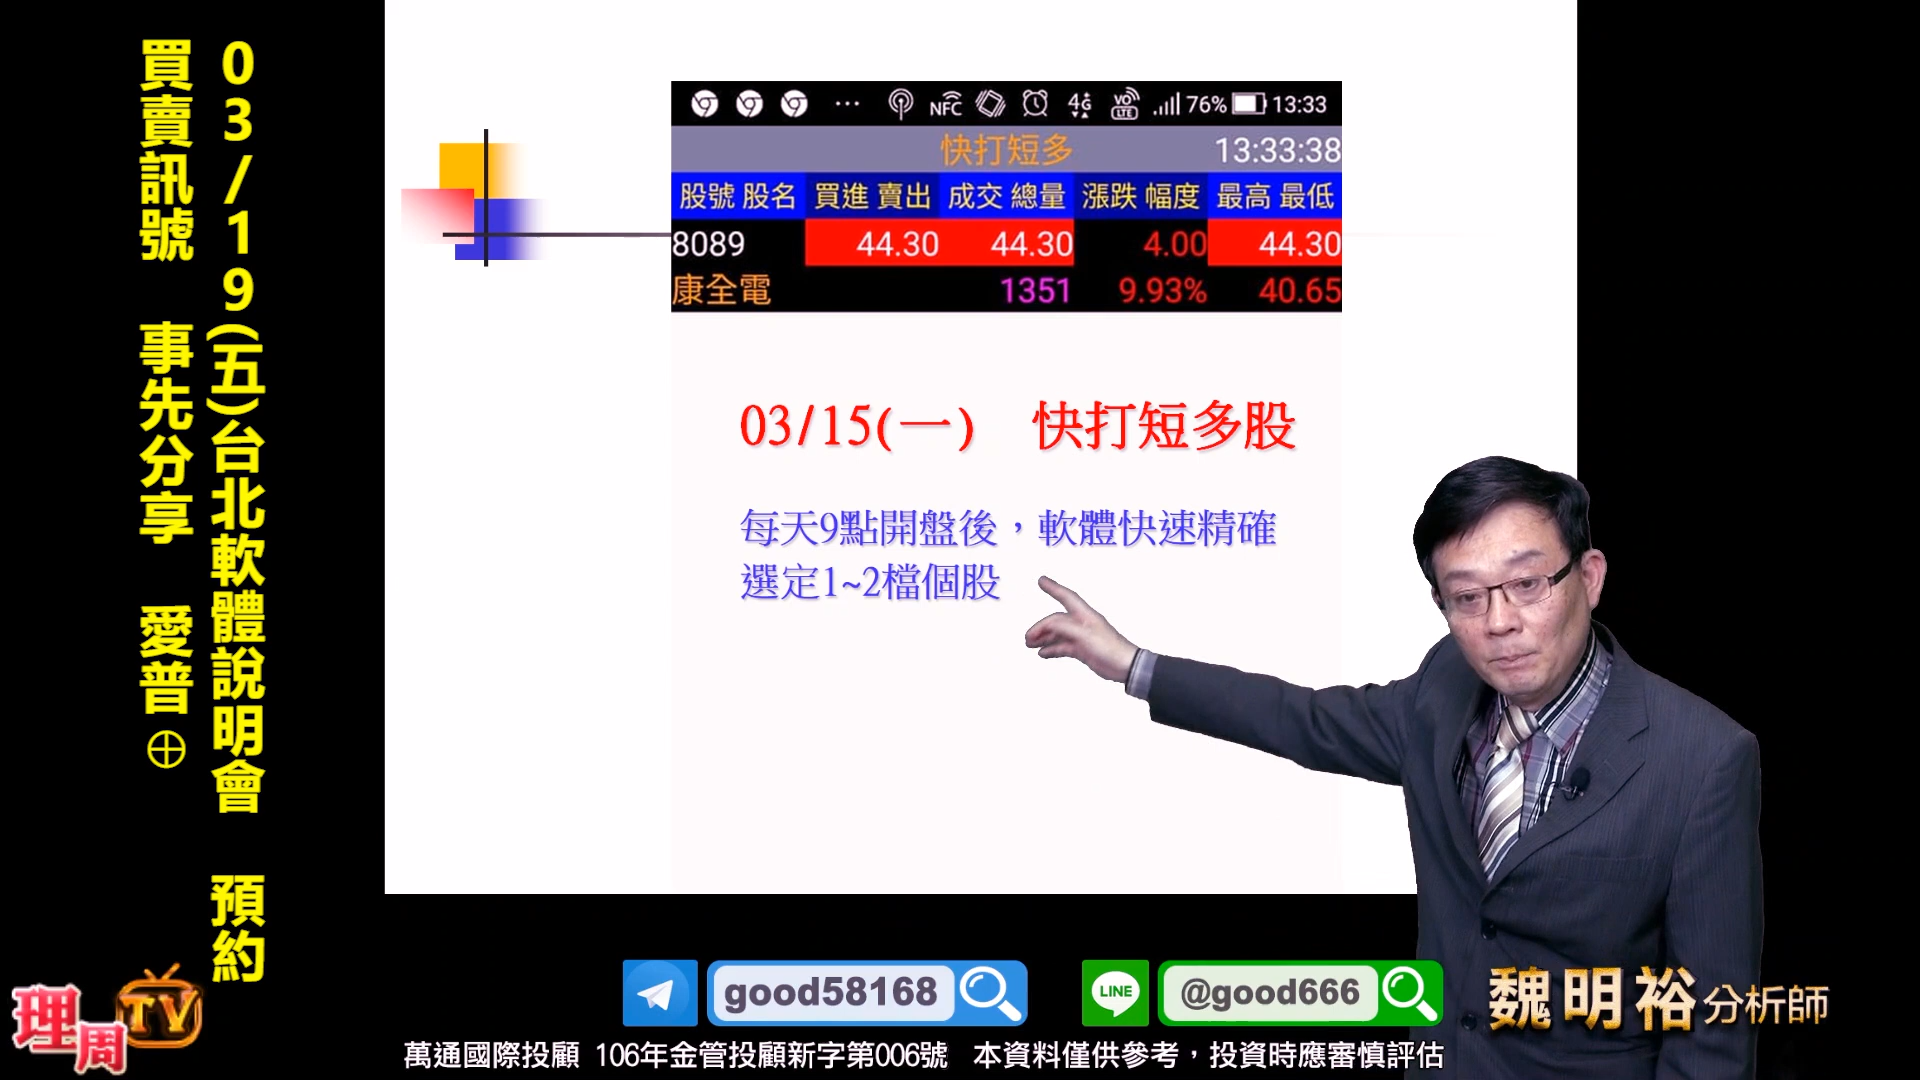 03/19(五)台北軟體說明會 預約
買賣訊號 事先分享 愛普⊕
··· NFC 4G VO LTE 76% 13:33
快打短多 13:33:38
股號 股名 買進 賣出 成交 總量 漲跌 幅度 最高 最低
8089 44.30 44.30 4.00 44.30
康全電 1351 9.93% 40.65
03/15(一) 快打短多股
每天9點開盤後，軟體快速精確
選定1~2檔個股
理周TV
good58168
LINE @good666
魏明裕分析師
萬通國際投顧 106年金管投顧新字第006號 本資料僅供參考，投資時應審慎評估